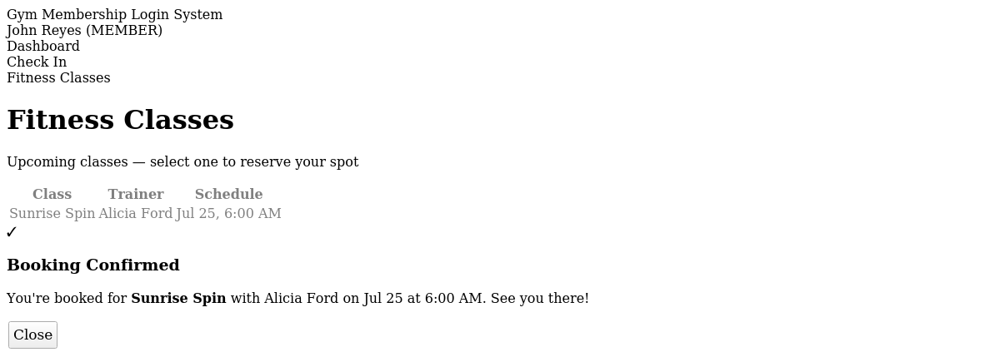 Gym Membership Login System
John Reyes (MEMBER)
Dashboard
Check In
Fitness Classes
Fitness Classes
Upcoming classes — select one to reserve your spot
Class Trainer Schedule
Sunrise Spin Alicia Ford Jul 25, 6:00 AM
✓
Booking Confirmed
You're booked for Sunrise Spin with Alicia Ford on Jul 25 at 6:00 AM. See you there!
Close